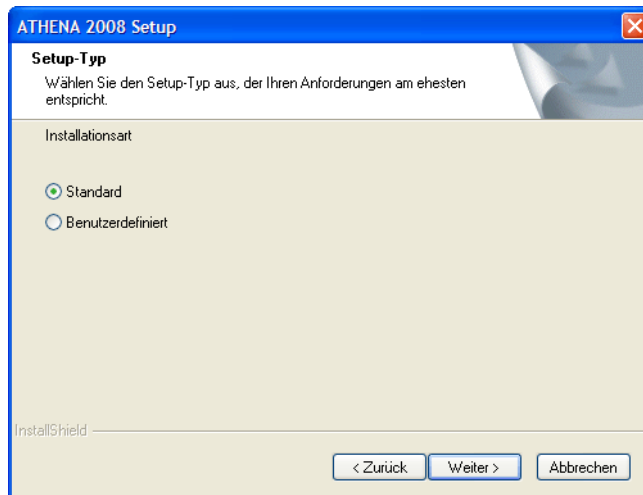 ATHENA 2008 Setup
Setup-Typ
Wählen Sie den Setup-Typ aus, der Ihren Anforderungen am ehesten
entspricht.
Installationsart
Standard
Benutzerdefiniert
InstallShield
< Zurück Weiter > Abbrechen